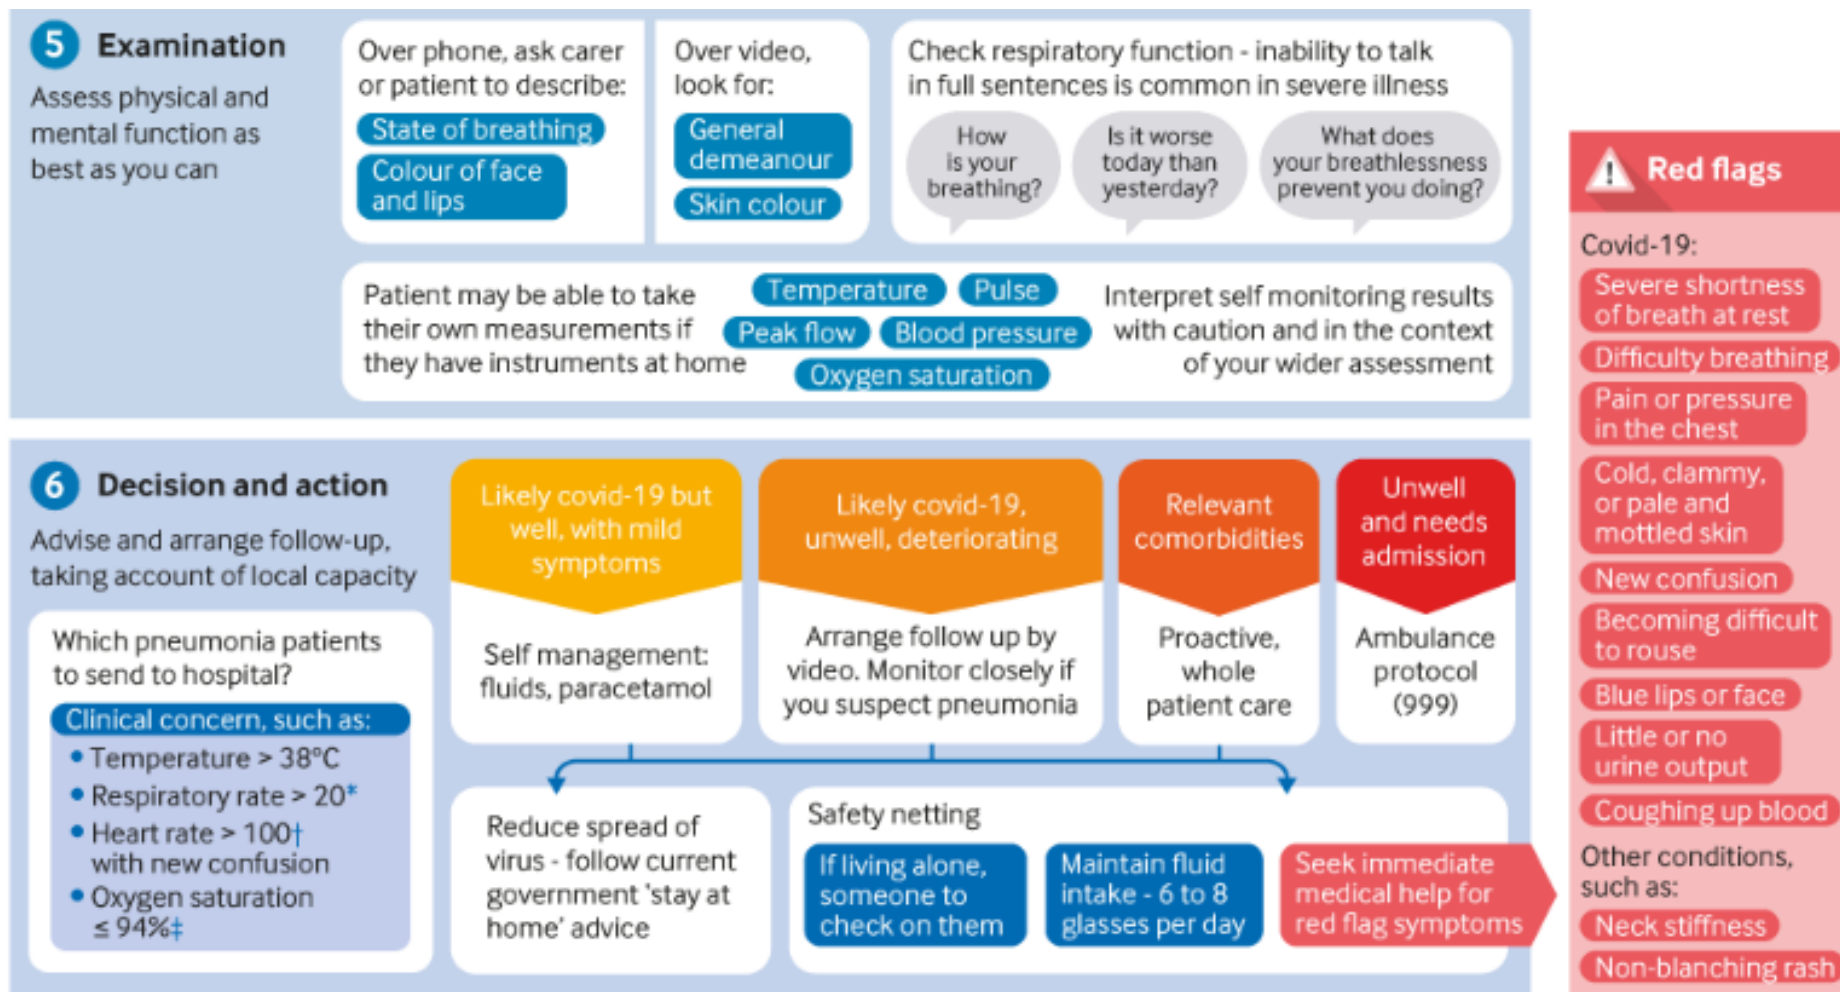 5 Examination
Assess physical and
mental function as
best as you can
Over phone, ask carer
or patient to describe:
State of breathing
Colour of face
and lips
Over video,
look for:
General
demeanour
Skin colour
Check respiratory function - inability to talk
in full sentences is common in severe illness
How
is your
breathing?
Is it worse
today than
yesterday?
What does
your breathlessness
prevent you doing?
Patient may be able to take
their own measurements if
they have instruments at home
Temperature
Pulse
Peak flow
Blood pressure
Oxygen saturation
Interpret self monitoring results
with caution and in the context
of your wider assessment
6 Decision and action
Advise and arrange follow-up,
taking account of local capacity
Which pneumonia patients
to send to hospital?
Clinical concern, such as:
• Temperature > 38°C
• Respiratory rate > 20*
• Heart rate > 100†
with new confusion
• Oxygen saturation
≤ 94%‡
Likely covid-19 but
well, with mild
symptoms
Self management:
fluids, paracetamol
Likely covid-19,
unwell, deteriorating
Arrange follow up by
video. Monitor closely if
you suspect pneumonia
Relevant
comorbidities
Proactive,
whole
patient care
Unwell
and needs
admission
Ambulance
protocol
(999)
Reduce spread of
virus - follow current
government 'stay at
home' advice
Safety netting
If living alone,
someone to
check on them
Maintain fluid
intake - 6 to 8
glasses per day
Seek immediate
medical help for
red flag symptoms
! Red flags
Covid-19:
Severe shortness
of breath at rest
Difficulty breathing
Pain or pressure
in the chest
Cold, clammy,
or pale and
mottled skin
New confusion
Becoming difficult
to rouse
Blue lips or face
Little or no
urine output
Coughing up blood
Other conditions,
such as:
Neck stiffness
Non-blanching rash